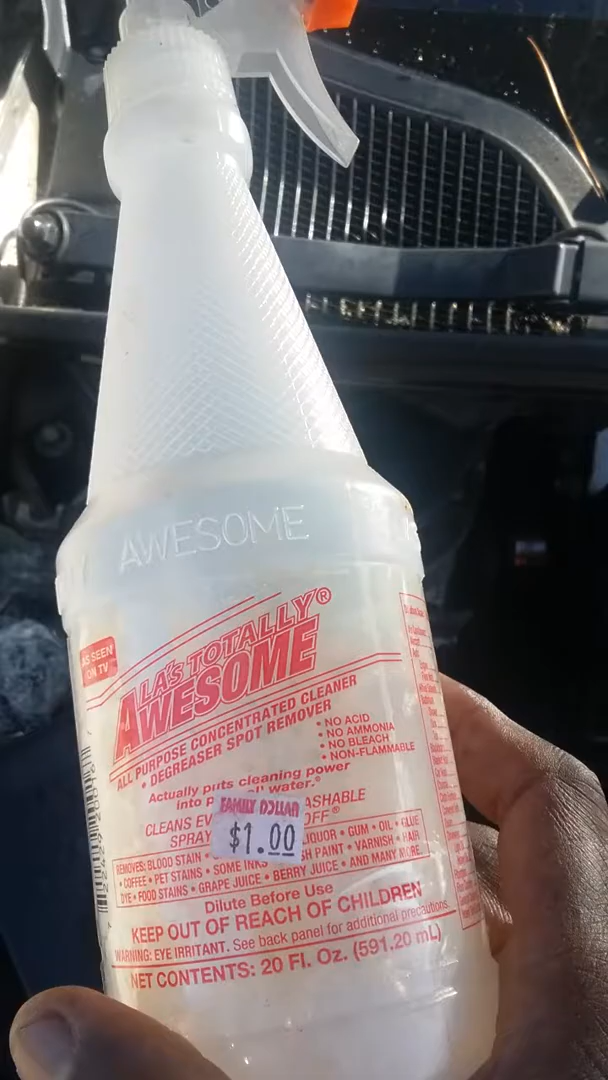 AWESOME
AS SEEN
ON TV
LA'S TOTALLY®
AWESOME
ALL PURPOSE CONCENTRATED CLEANER
• DEGREASER SPOT REMOVER
• NO ACID
• NO AMMONIA
• NO BLEACH
• NON-FLAMMABLE
Actually puts cleaning power
into water.®
FAMILY DOLLAR
$1.00
CLEANS
SPRAY OFF®
REMOVES: BLOOD STAIN • LIQUOR • GUM • OIL • GLUE
• COFFEE • PET STAINS • SOME INKS PAINT • VARNISH • HAIR
DYE • FOOD STAINS • GRAPE JUICE • BERRY JUICE • AND MANY MORE.
Dilute Before Use
KEEP OUT OF REACH OF CHILDREN
WARNING: EYE IRRITANT. See back panel for additional precautions.
NET CONTENTS: 20 Fl. Oz. (591.20 mL)